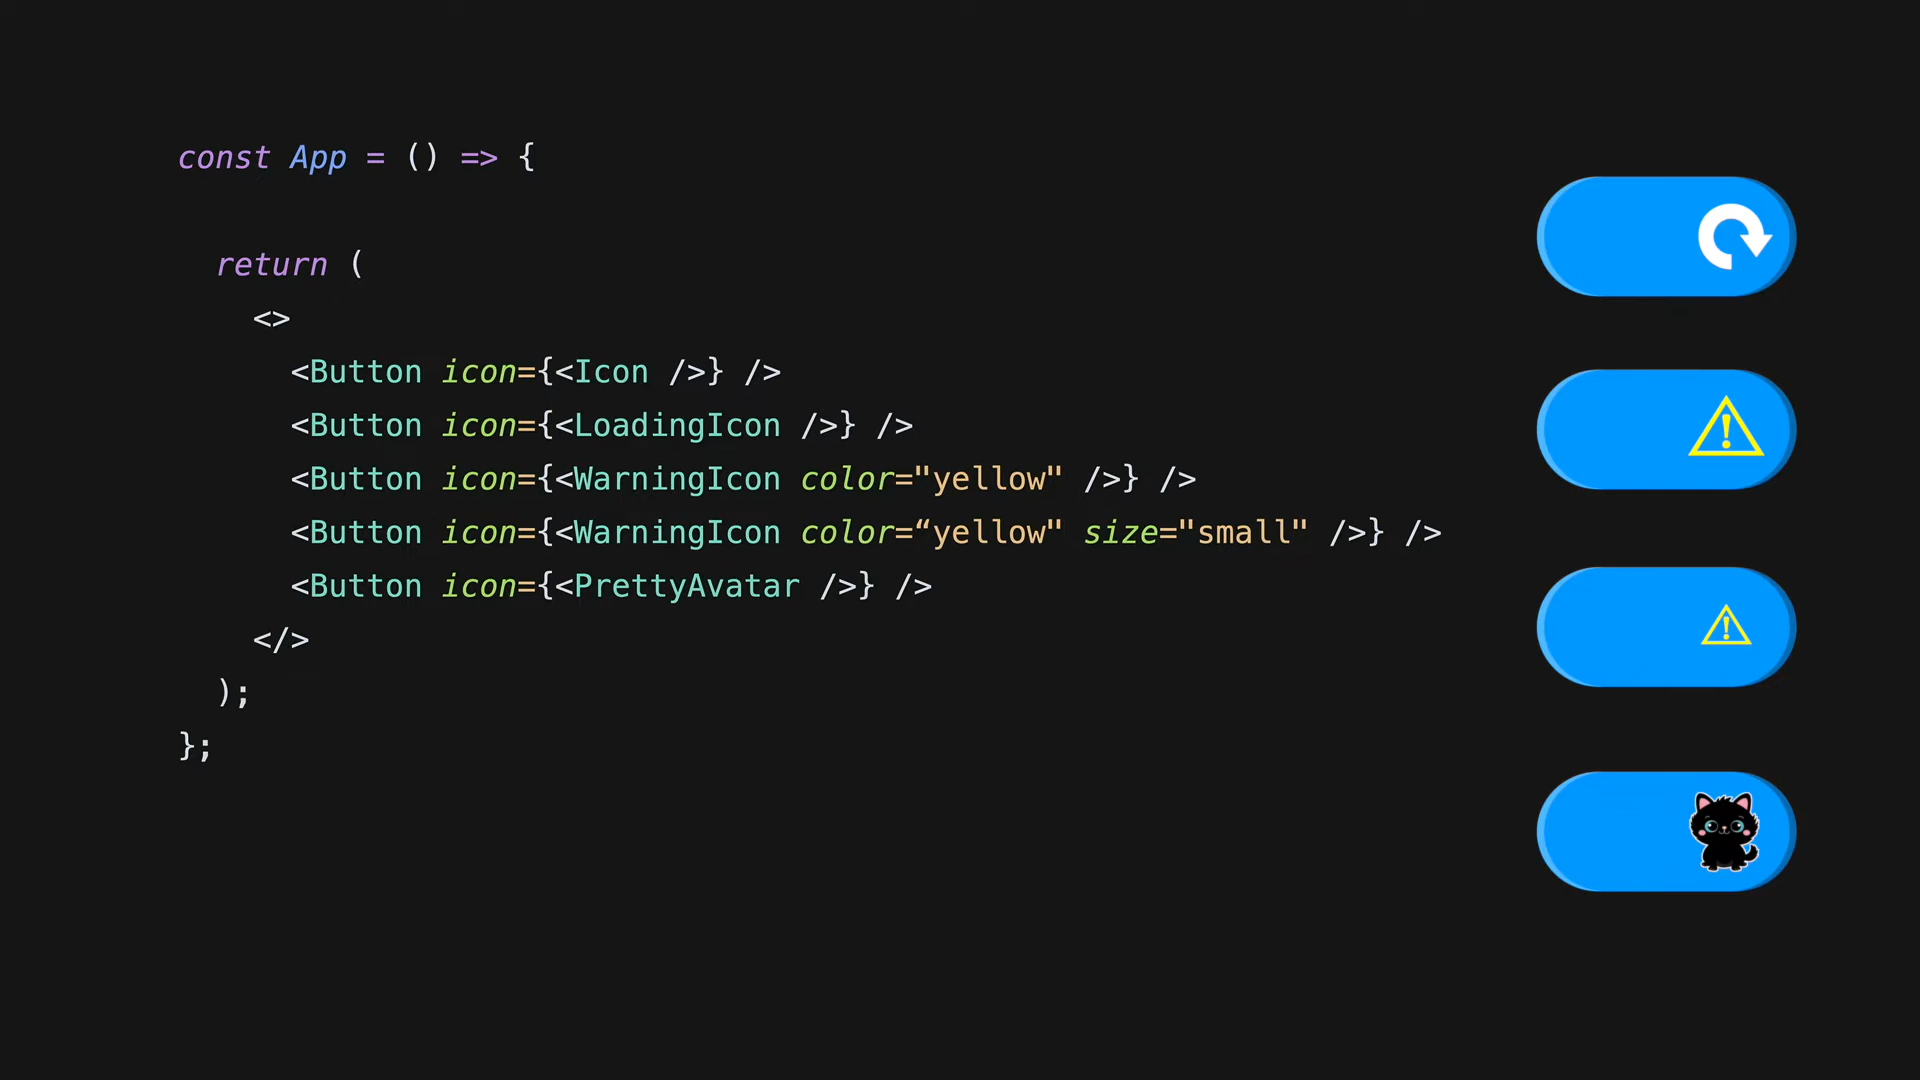 const App = () => {
return (
<>
<Button icon={<Icon />} />
<Button icon={<LoadingIcon />} />
<Button icon={<WarningIcon color="yellow" />} />
<Button icon={<WarningIcon color=“yellow" size="small" />} />
<Button icon={<PrettyAvatar />} />
</>
);
};